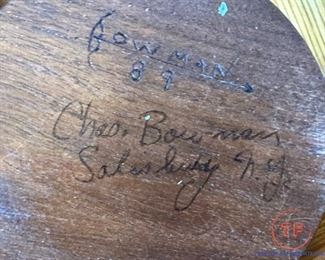 BOWMAN
89
Chas. Bowman
Salisbury N.Y.